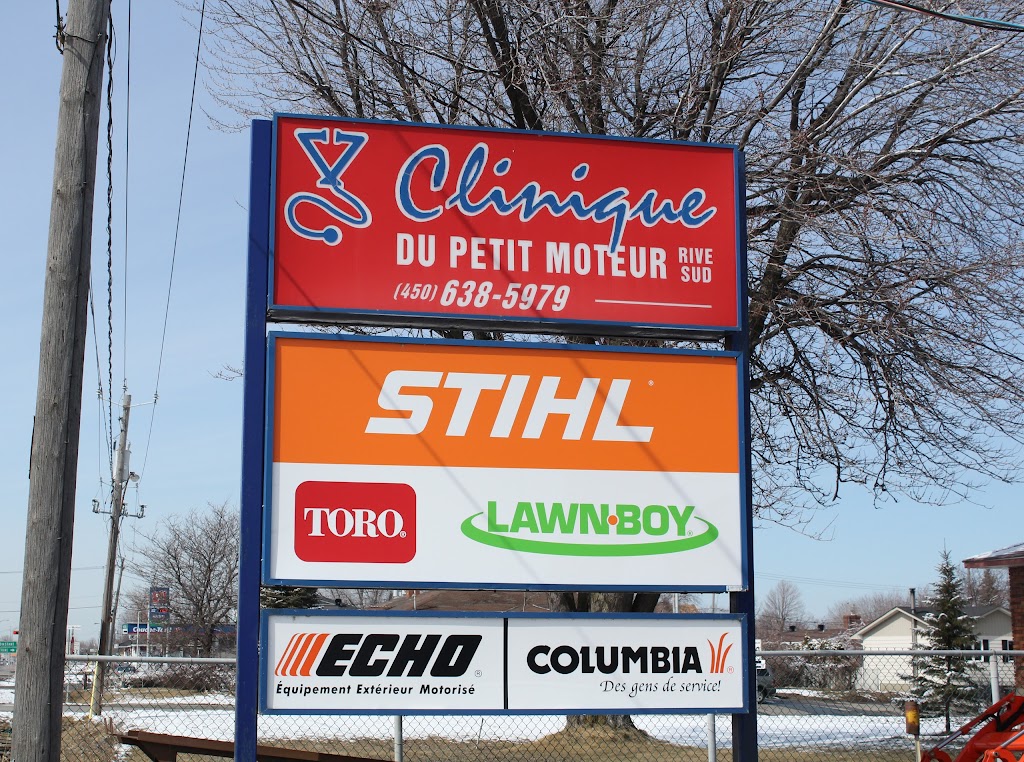 Clinique
DU PETIT MOTEUR RIVE SUD
(450) 638-5979
STIHL®
TORO®
LAWN·BOY®
ECHO®
Équipement Extérieur Motorisé
COLUMBIA®
Des gens de service!